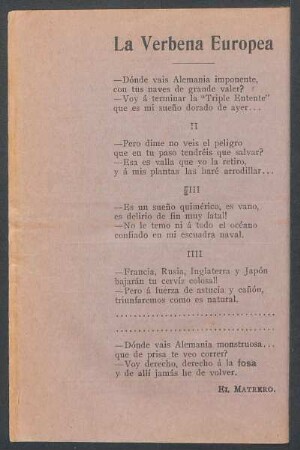 La Verbena Europea
—Dónde vais Alemania imponente,
con tus naves de grande valer?
—Voy á terminar la "Triple Entente"
que es mi sueño dorado de ayer...
II
—Pero dime no veis el peligro
que en tu paso tendréis que salvar?
—Esa es valla que yo la retiro,
y á mis plantas las haré arrodillar...
III
—Es un sueño quimérico, es vano,
es delirio de fin muy fatal!
—No le temo ni á todo el océano
confiado en mi escuadra naval.
IIII
—Francia, Rusia, Inglaterra y Japón
bajarán tu cerviz colosal!
—Pero á fuerza de astucia y cañón,
triunfaremos como es natural.
—Dónde vais Alemania monstruosa...
que de prisa te veo correr?
—Voy derecho, derecho á la fosa
y de allí jamás he de volver.
EL MATRERO.